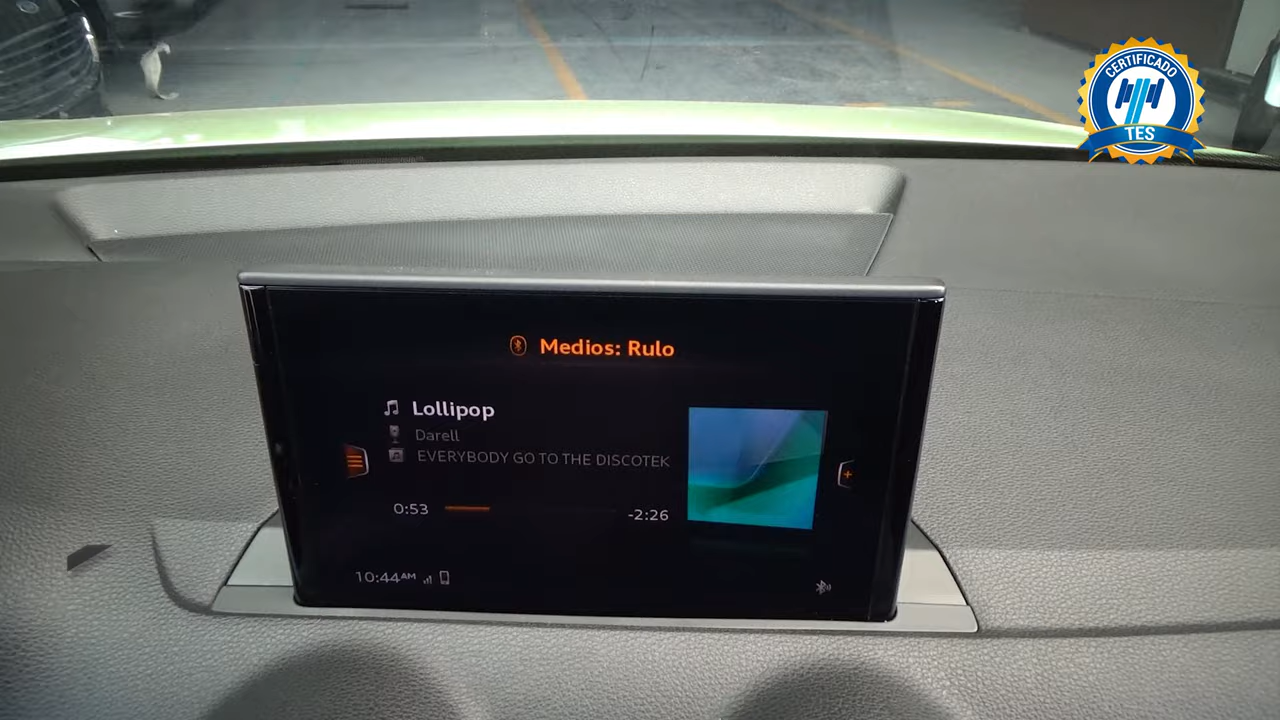 CERTIFICADO
TES
Medios: Rulo
Lollipop
Darell
EVERYBODY GO TO THE DISCOTEK
0:53
-2:26
10:44AM